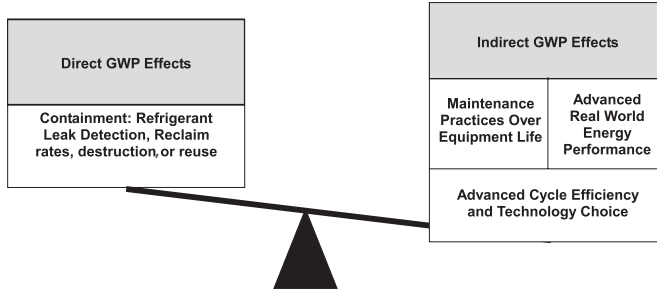 Direct GWP Effects
Containment: Refrigerant
Leak Detection, Reclaim
rates, destruction, or reuse
Indirect GWP Effects
Maintenance
Practices Over
Equipment Life
Advanced
Real World
Energy
Performance
Advanced Cycle Efficiency
and Technology Choice